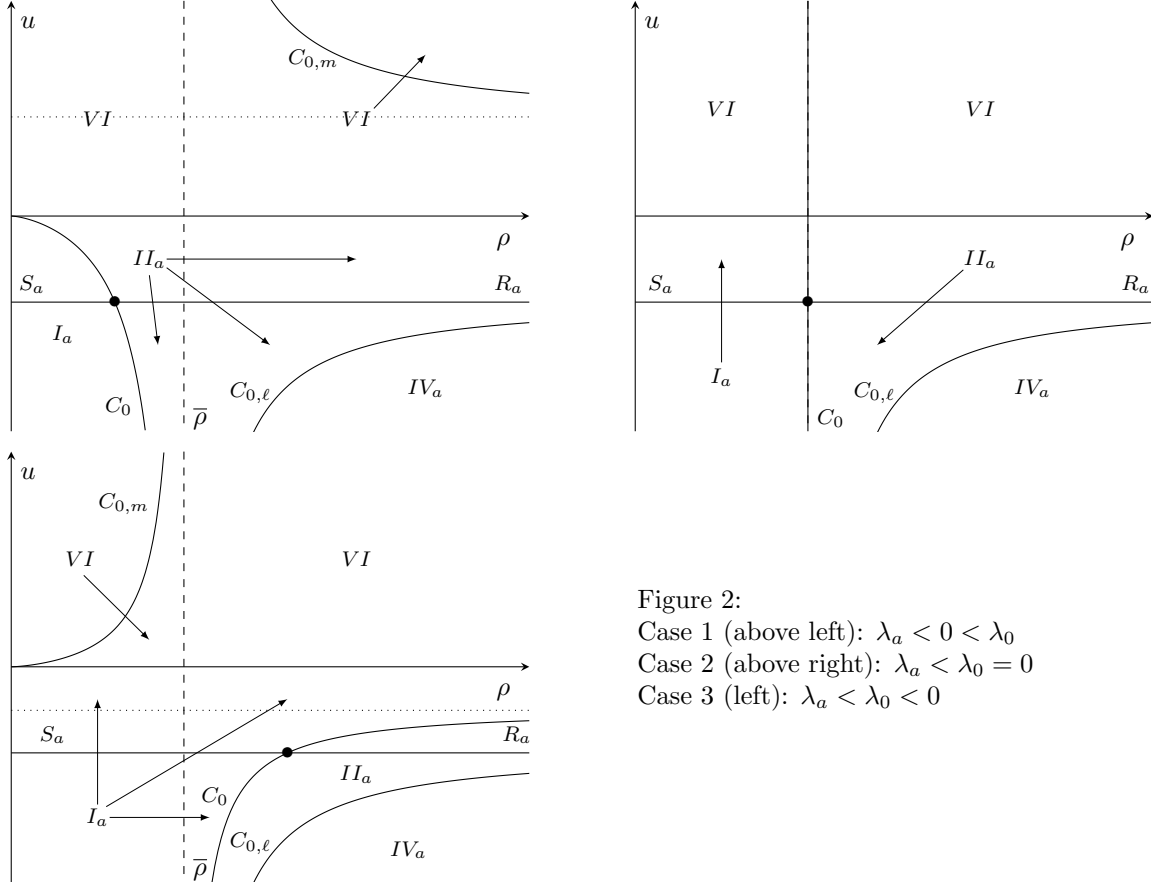 u
u
C_{0,m}
VI
VI
VI
VI
ρ
ρ
II_a
II_a
S_a
R_a
S_a
R_a
I_a
I_a
C_{0,ℓ}
IV_a
C_{0,ℓ}
IV_a
C_0
ρ̅
C_0
u
C_{0,m}
VI
VI
ρ
S_a
R_a
II_a
C_0
I_a
C_{0,ℓ}
IV_a
ρ̅
Figure 2:
Case 1 (above left): λ_a < 0 < λ_0
Case 2 (above right): λ_a < λ_0 = 0
Case 3 (left): λ_a < λ_0 < 0